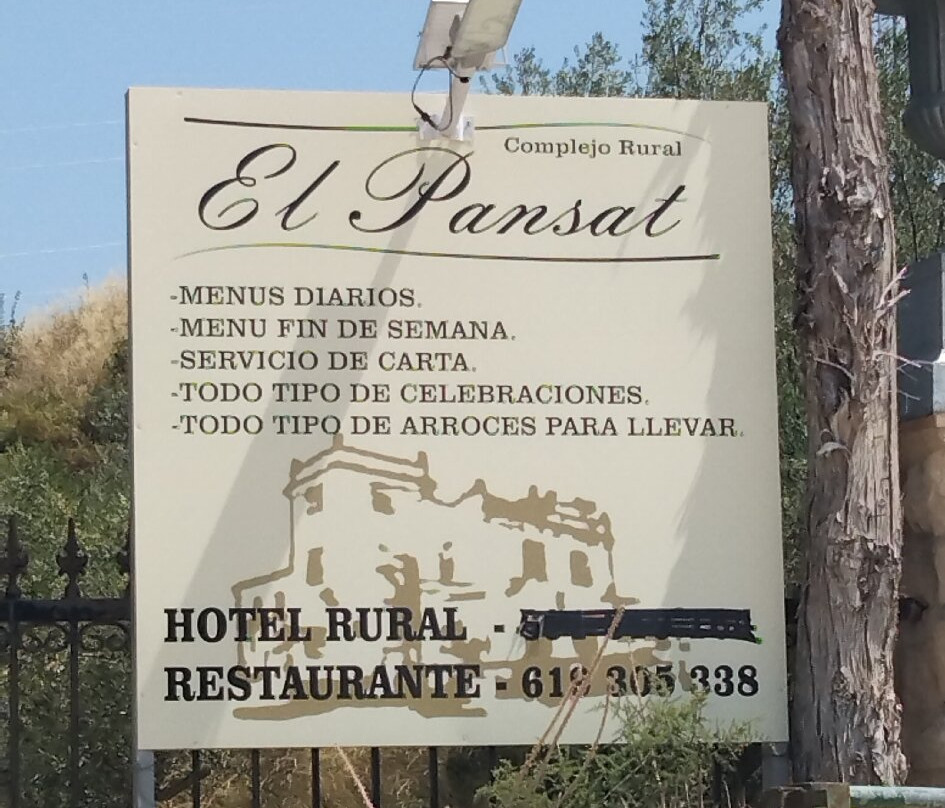 Complejo Rural
El Pansat
-MENUS DIARIOS.
-MENU FIN DE SEMANA.
-SERVICIO DE CARTA.
-TODO TIPO DE CELEBRACIONES.
-TODO TIPO DE ARROCES PARA LLEVAR.
HOTEL RURAL -
RESTAURANTE - 618 305 338